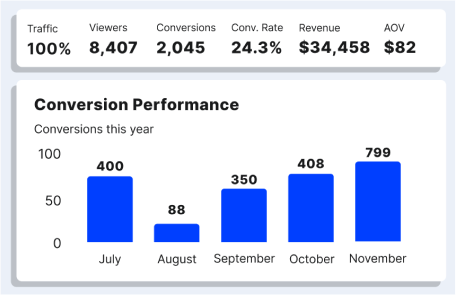 Traffic Viewers Conversions Conv. Rate Revenue AOV
100% 8,407 2,045 24.3% $34,458 $82
Conversion Performance
Conversions this year
100
50
0
400 88 350 408 799
July August September October November